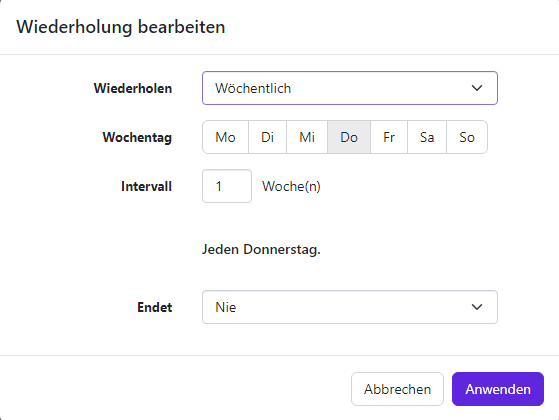 Wiederholung bearbeiten
Wiederholen Wöchentlich
Wochentag Mo Di Mi Do Fr Sa So
Intervall 1 Woche(n)
Jeden Donnerstag.
Endet Nie
Abbrechen Anwenden